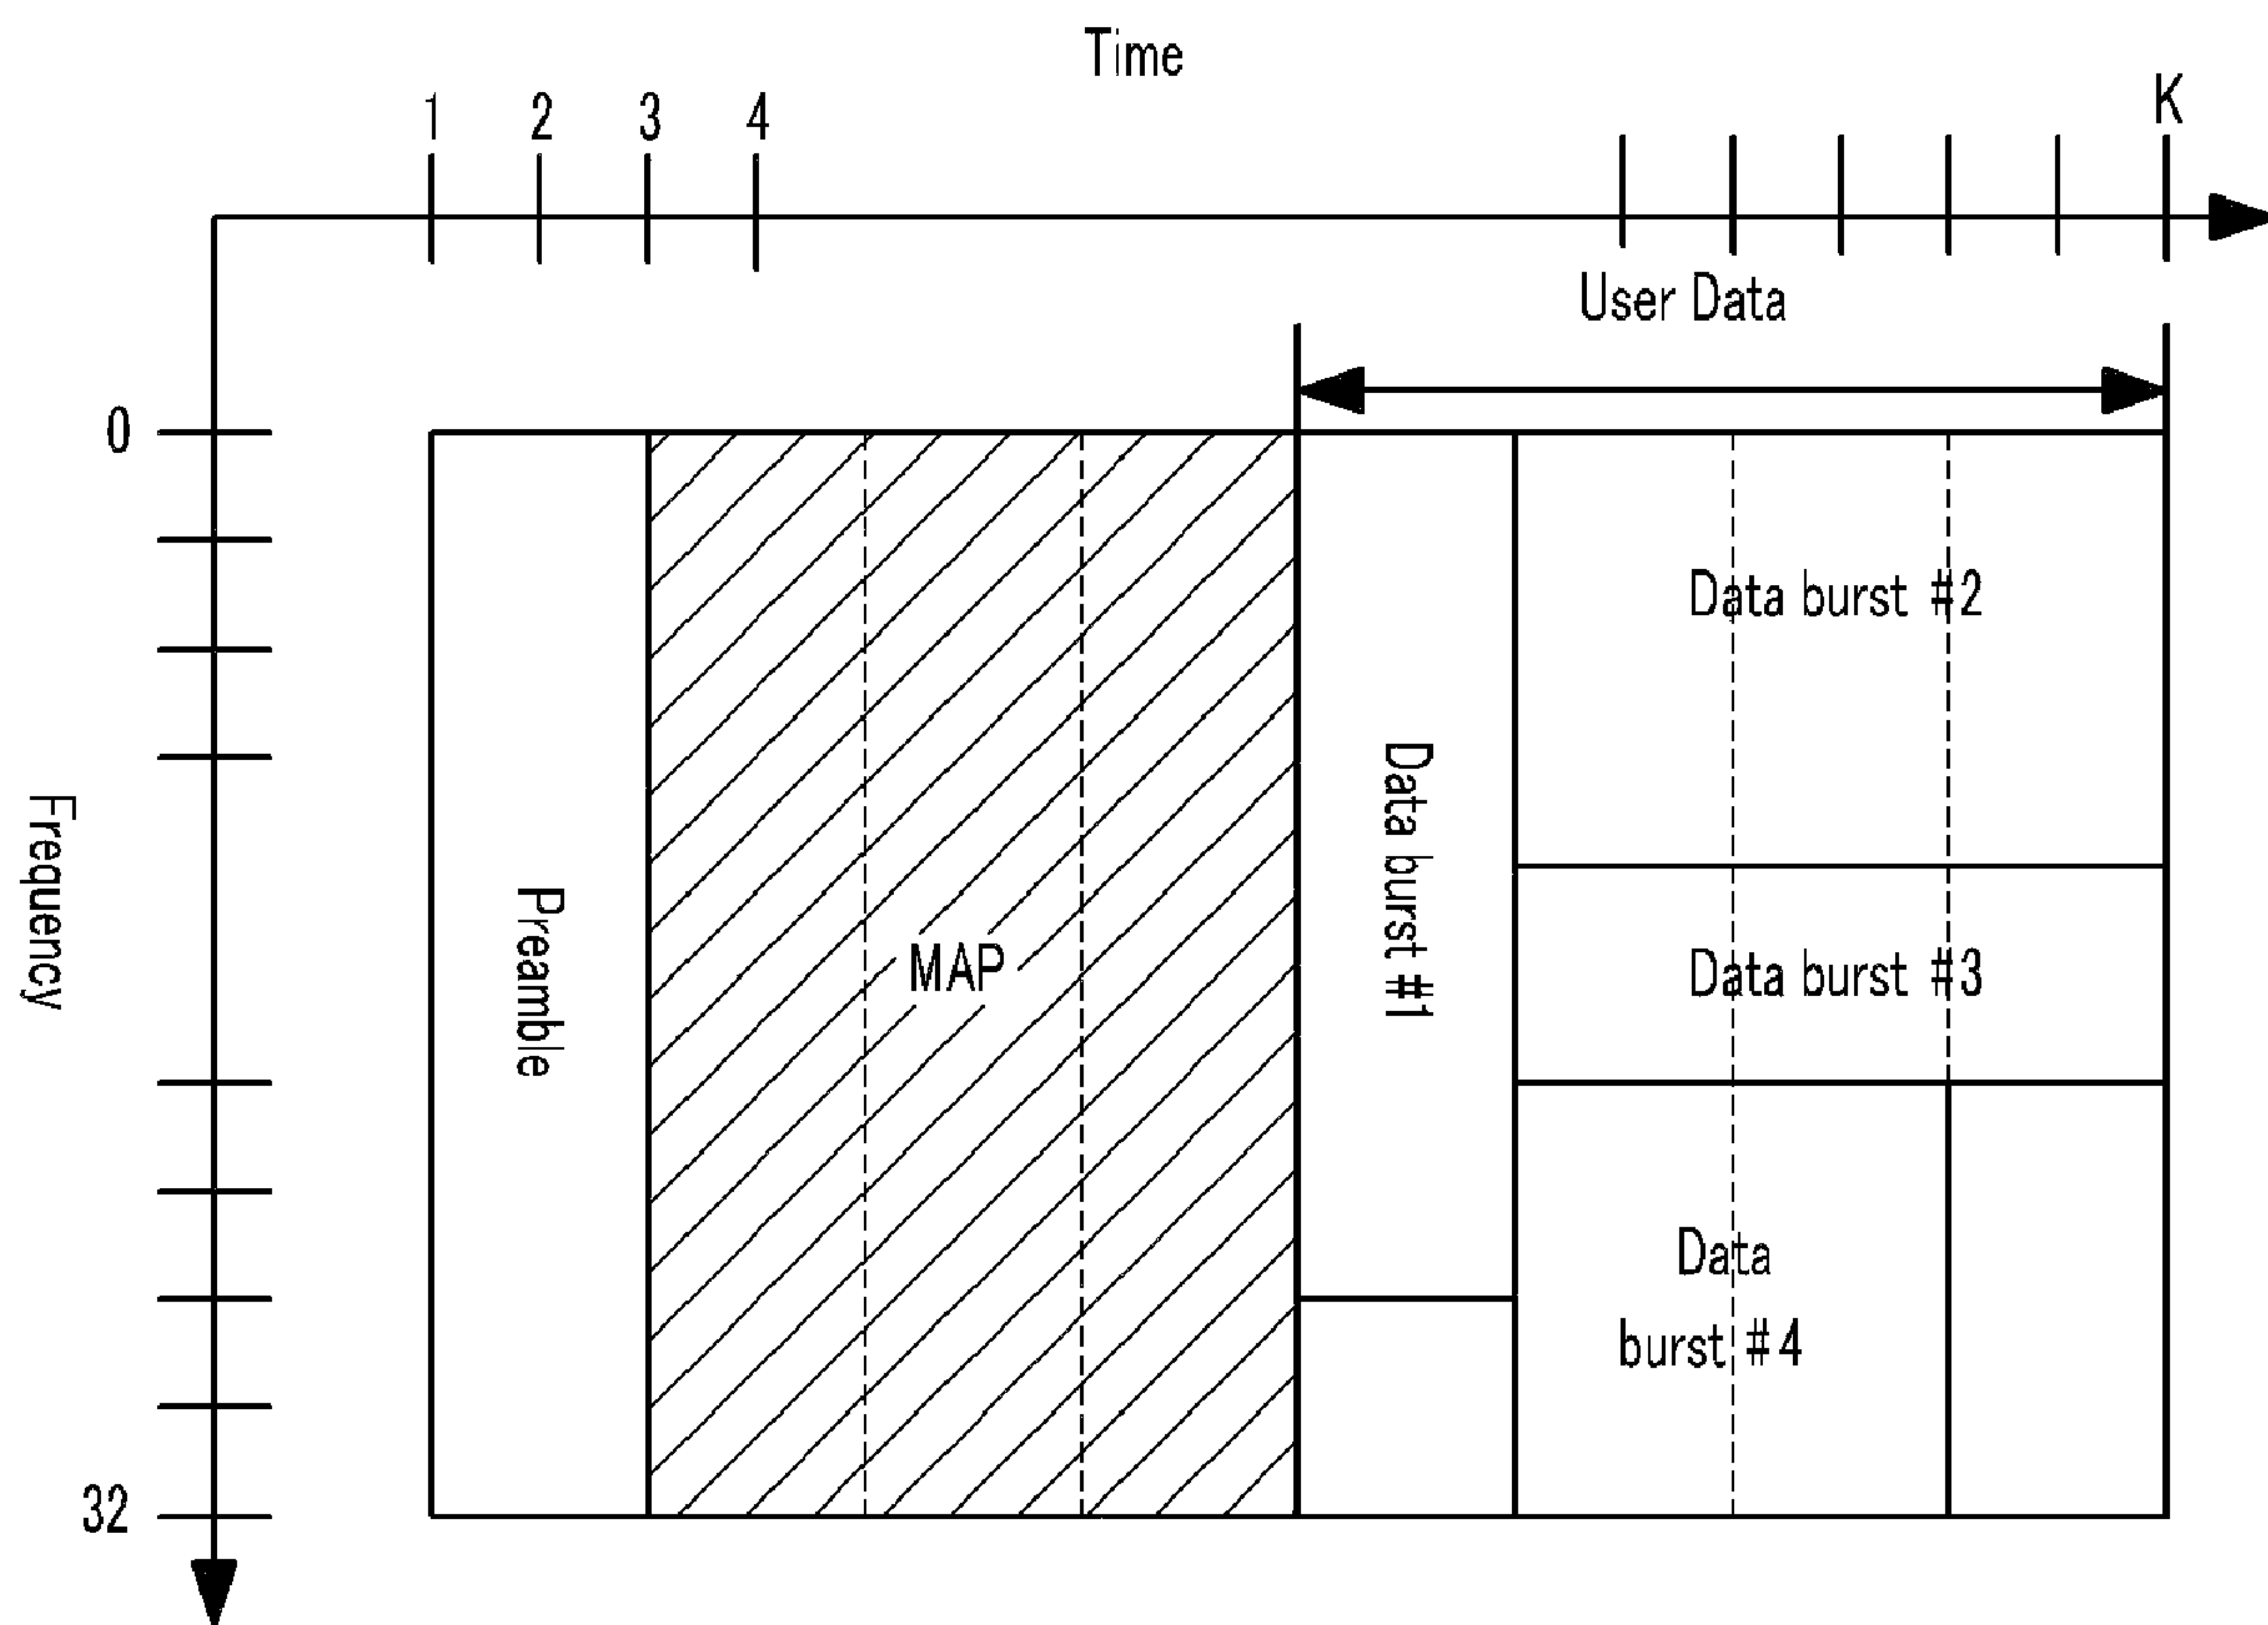 Time
1 2 3 4 K
User Data
0
Data burst #2
Data burst #1
Frequency
Preamble
MAP
Data burst #3
Data
burst #4
32